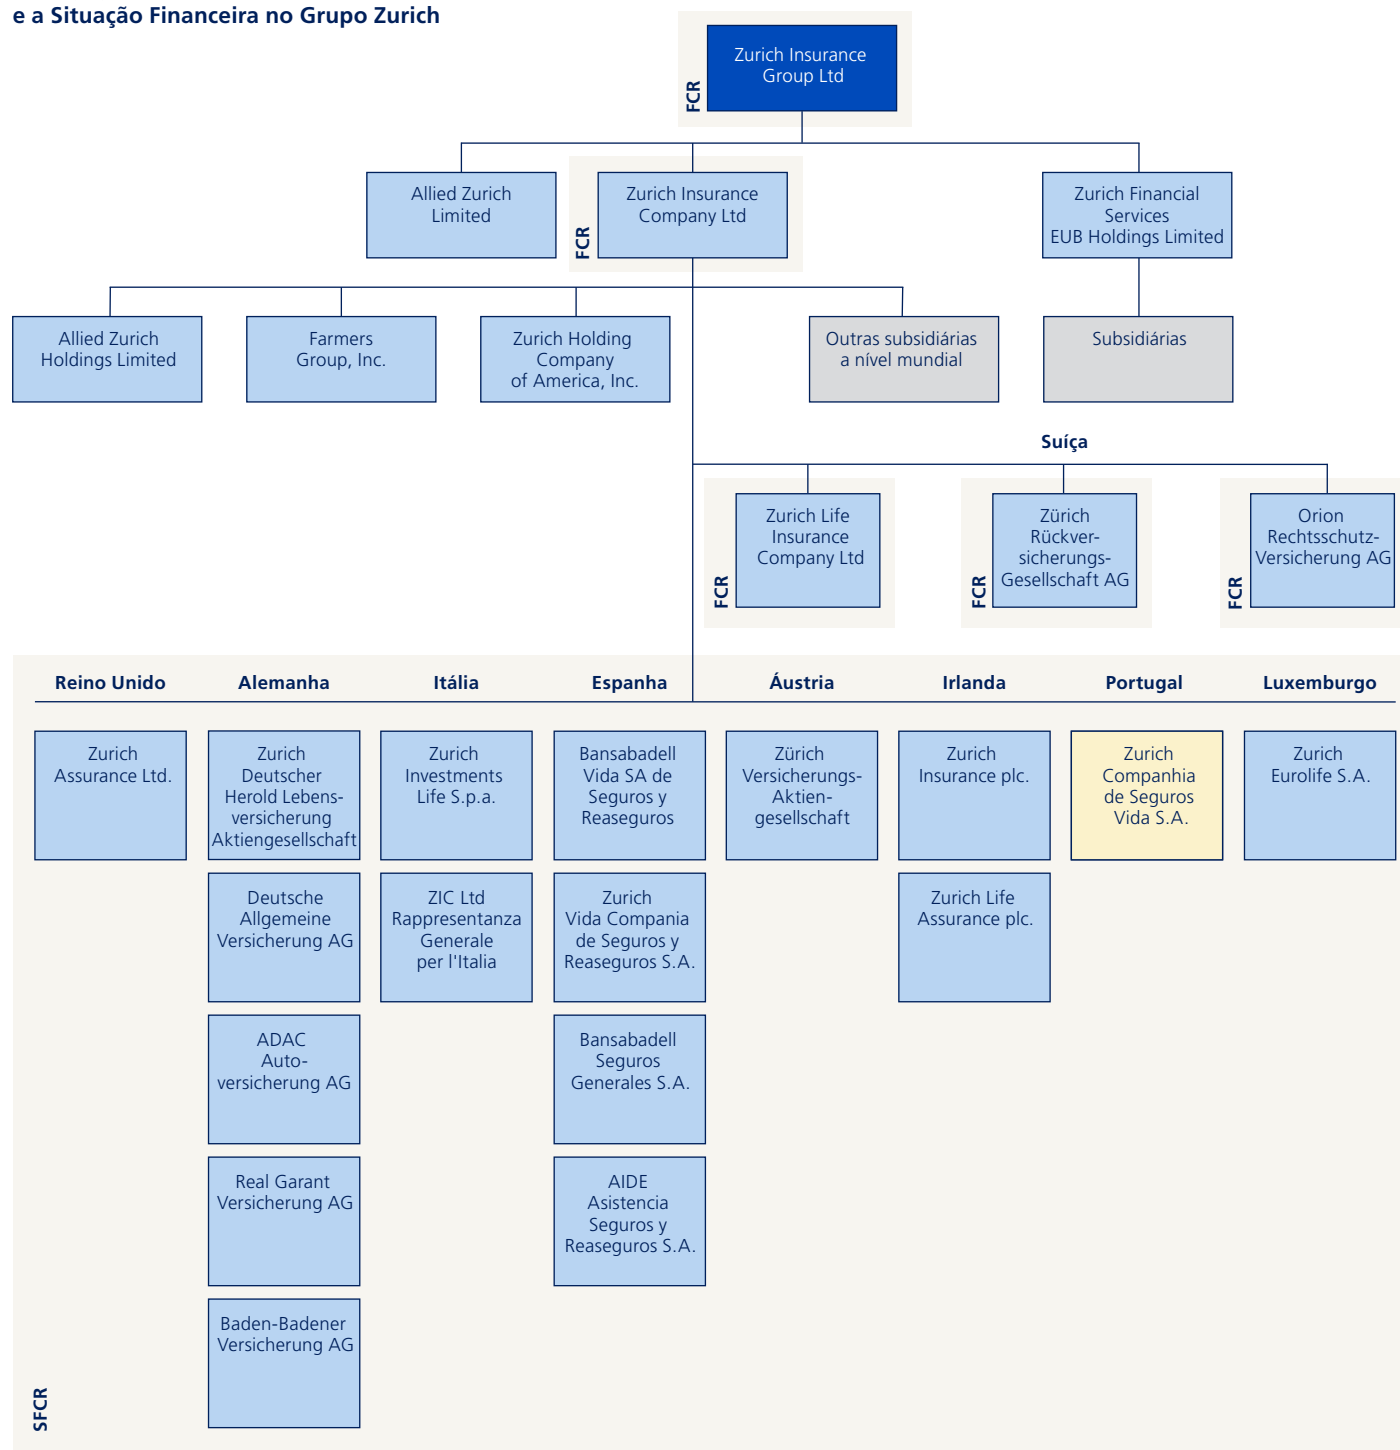 e a Situação Financeira no Grupo Zurich
Zurich Insurance
Group Ltd
FCR
Allied Zurich
Limited
Zurich Insurance
Company Ltd
FCR
Zurich Financial
Services
EUB Holdings Limited
Allied Zurich
Holdings Limited
Farmers
Group, Inc.
Zurich Holding
Company
of America, Inc.
Outras subsidiárias
a nível mundial
Subsidiárias
Suíça
Zurich Life
Insurance
Company Ltd
FCR
Zürich
Rückver-
sicherungs-
Gesellschaft AG
FCR
Orion
Rechtsschutz-
Versicherung AG
FCR
Reino Unido
Alemanha
Itália
Espanha
Áustria
Irlanda
Portugal
Luxemburgo
Zurich
Assurance Ltd.
Zurich
Deutscher
Herold Lebens-
versicherung
Aktiengesellschaft
Zurich
Investments
Life S.p.a.
Bansabadell
Vida SA de
Seguros y
Reaseguros
Zürich
Versicherungs-
Aktien-
gesellschaft
Zurich
Insurance plc.
Zurich
Companhia
de Seguros
Vida S.A.
Zurich
Eurolife S.A.
Deutsche
Allgemeine
Versicherung AG
ZIC Ltd
Rappresentanza
Generale
per l'Italia
Zurich
Vida Compania
de Seguros y
Reaseguros S.A.
Zurich Life
Assurance plc.
ADAC
Auto-
versicherung AG
Bansabadell
Seguros
Generales S.A.
Real Garant
Versicherung AG
AIDE
Asistencia
Seguros y
Reaseguros S.A.
Baden-Badener
Versicherung AG
SFCR